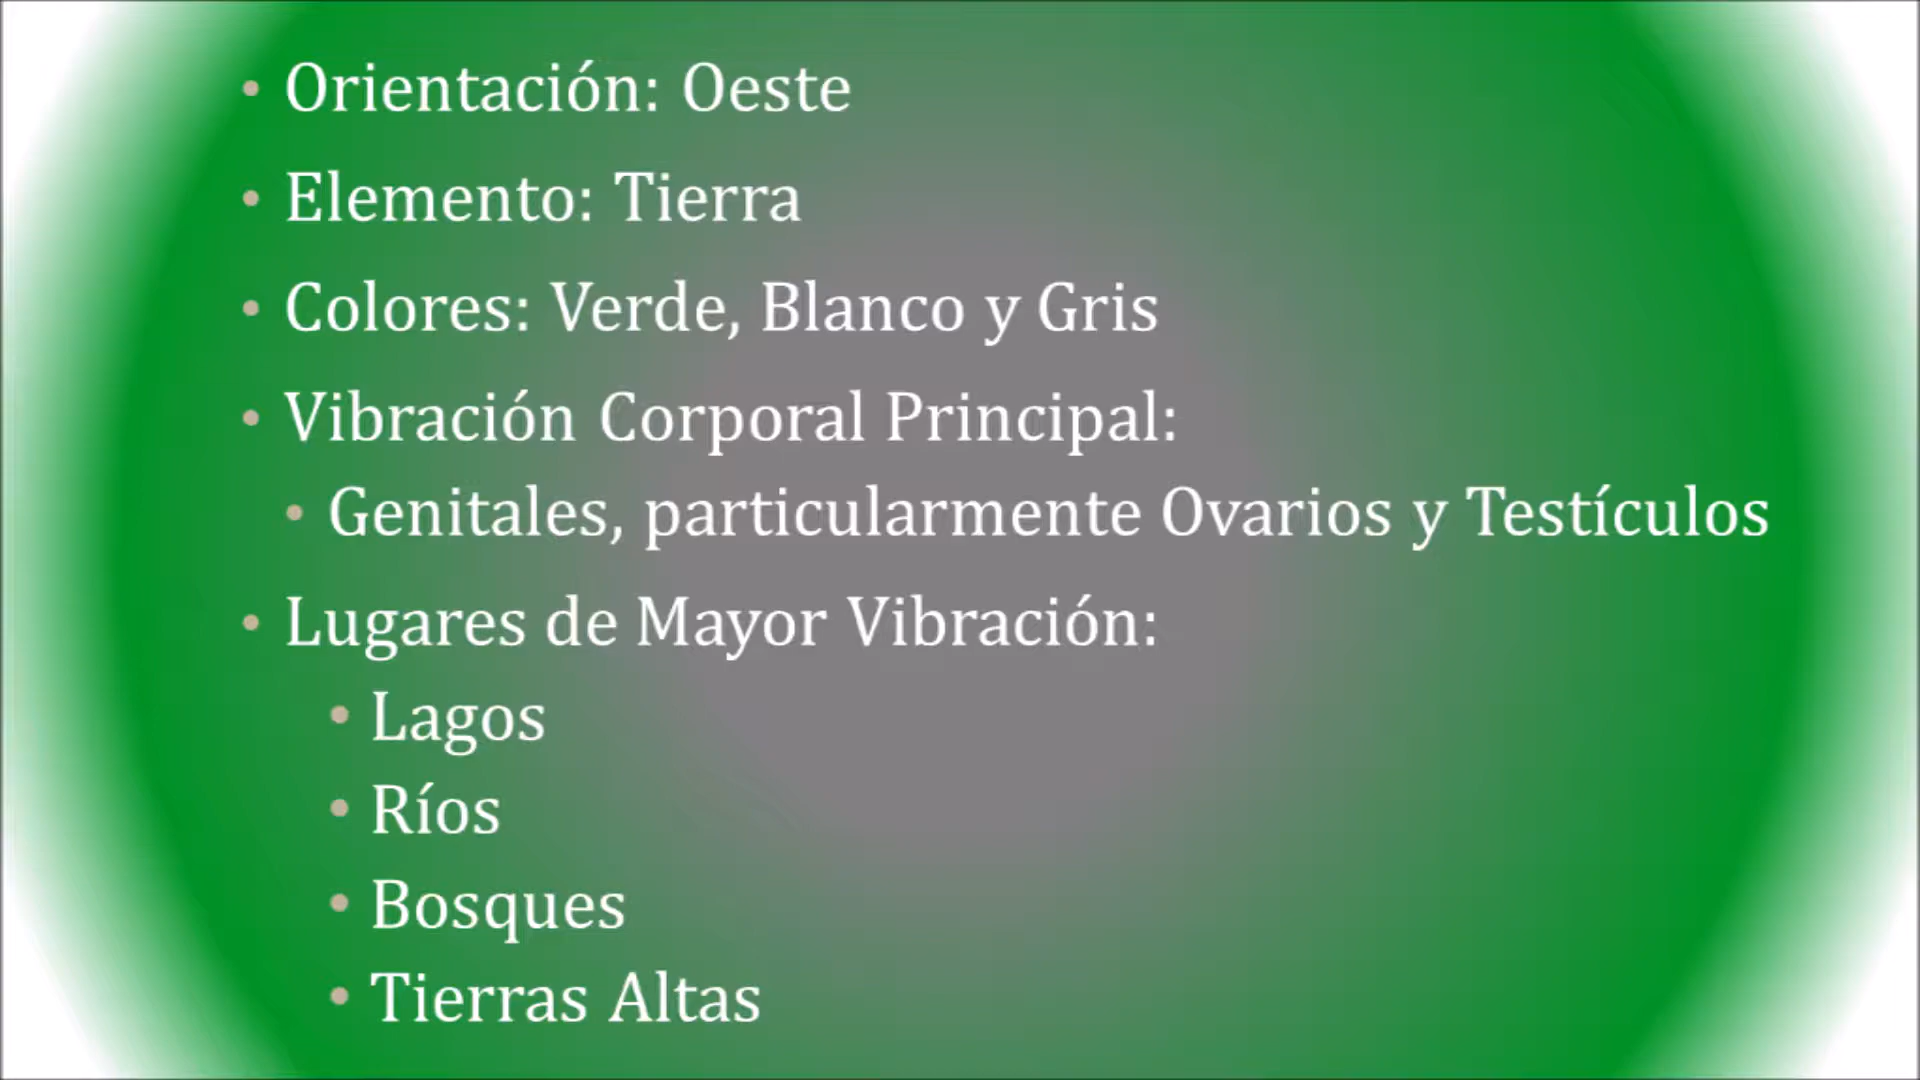 • Orientación: Oeste
• Elemento: Tierra
• Colores: Verde, Blanco y Gris
• Vibración Corporal Principal:
• Genitales, particularmente Ovarios y Testículos
• Lugares de Mayor Vibración:
• Lagos
• Ríos
• Bosques
• Tierras Altas